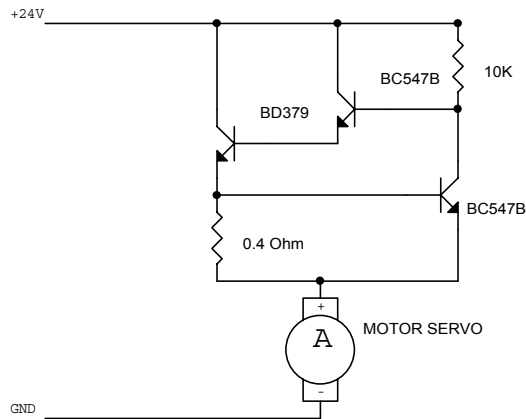 +24V
BC547B
10K
BD379
BC547B
0.4 Ohm
+
A
MOTOR SERVO
-
GND